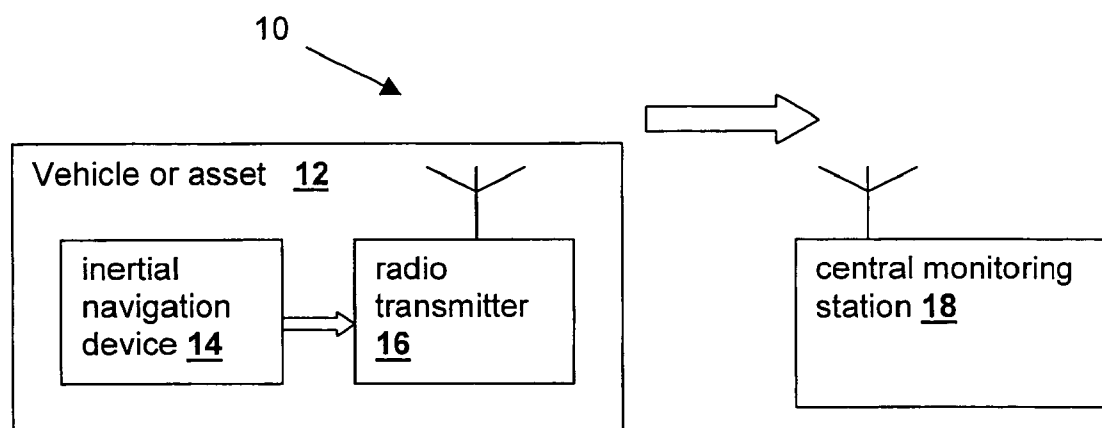 10
Vehicle or asset 12
inertial
navigation
device 14
radio
transmitter
16
central monitoring
station 18